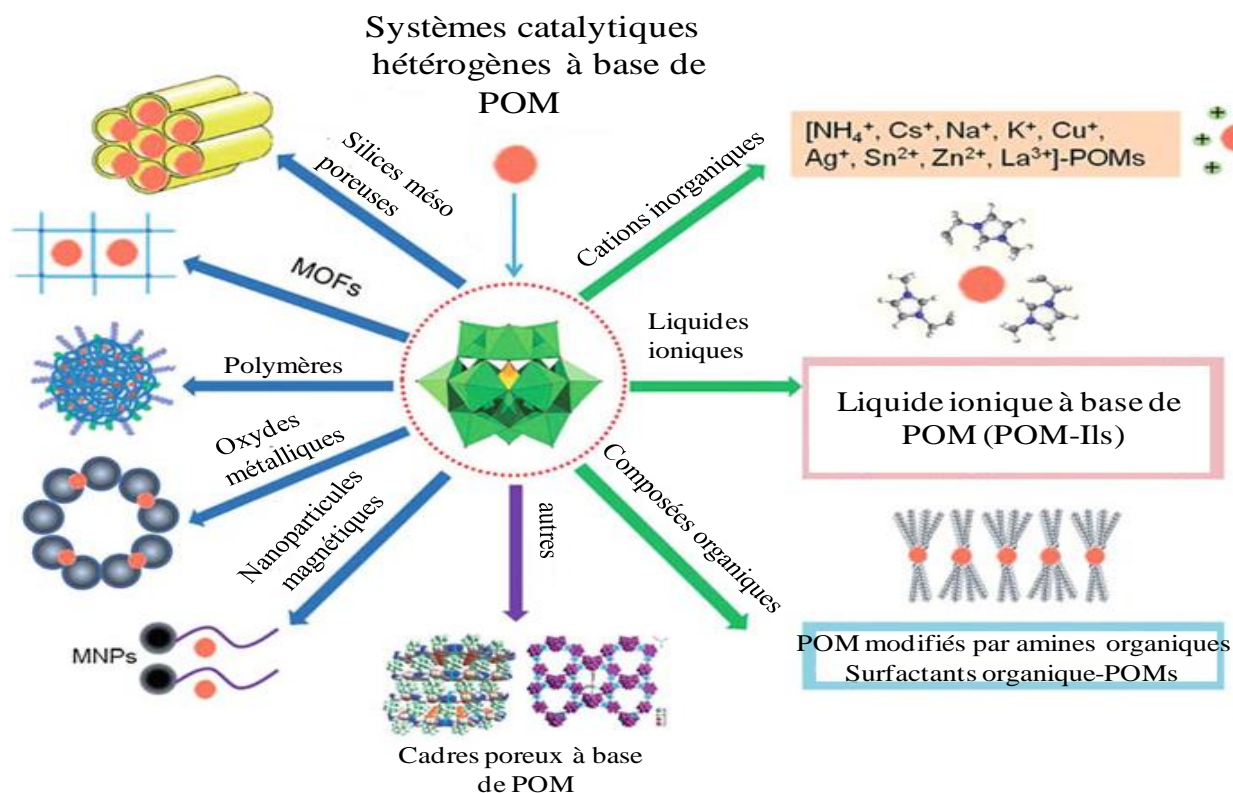 Systèmes catalytiques
hétérogènes à base de
POM
Silices méso
poreuses
MOFs
Polymères
Oxydes
métalliques
Nanoparticules
magnétiques
MNPs
autres
Cadres poreux à base
de POM
Cations inorganiques
[NH₄⁺, Cs⁺, Na⁺, K⁺, Cu⁺,
Ag⁺, Sn²⁺, Zn²⁺, La³⁺]-POMs
Liquides
ioniques
Liquide ionique à base de
POM (POM-Ils)
Composées organiques
POM modifiés par amines organiques
Surfactants organique-POMs